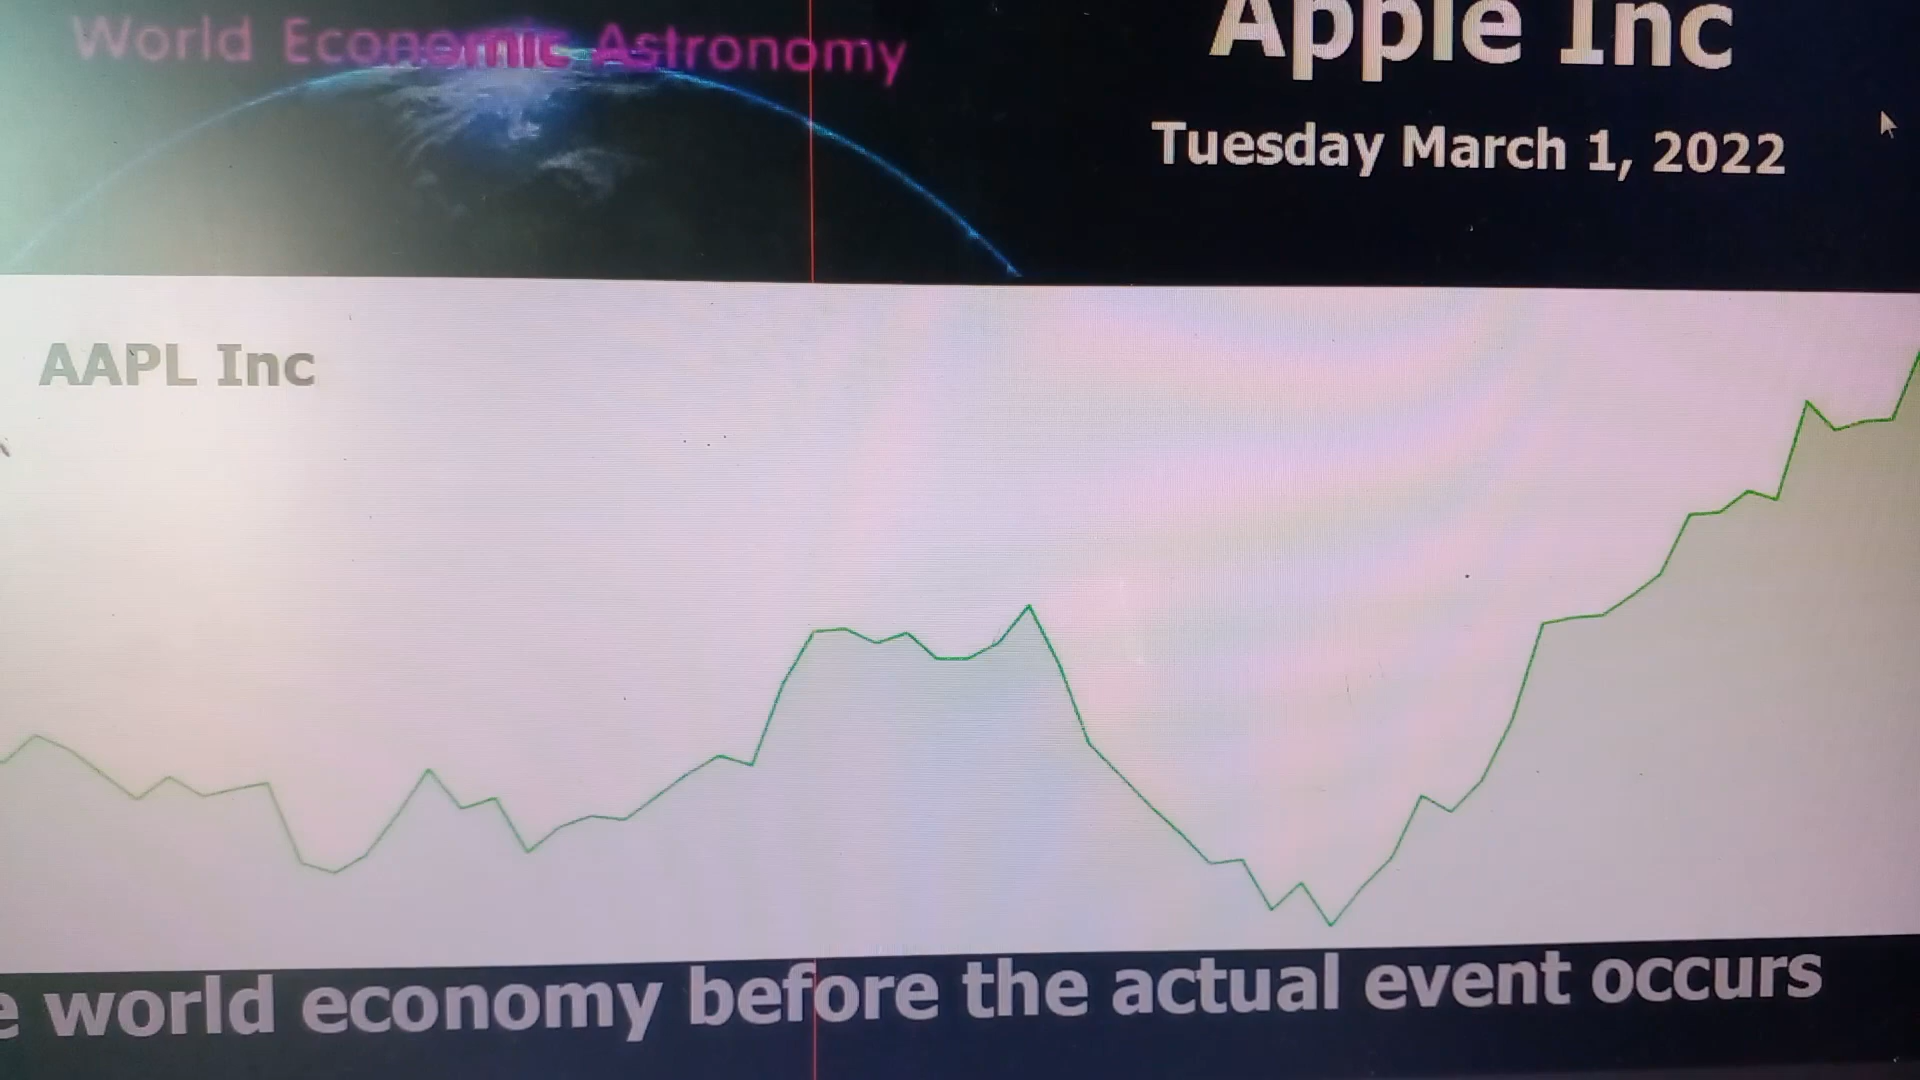 World Economic Astronomy
Apple Inc
Tuesday March 1, 2022
AAPL Inc
world economy before the actual event occurs